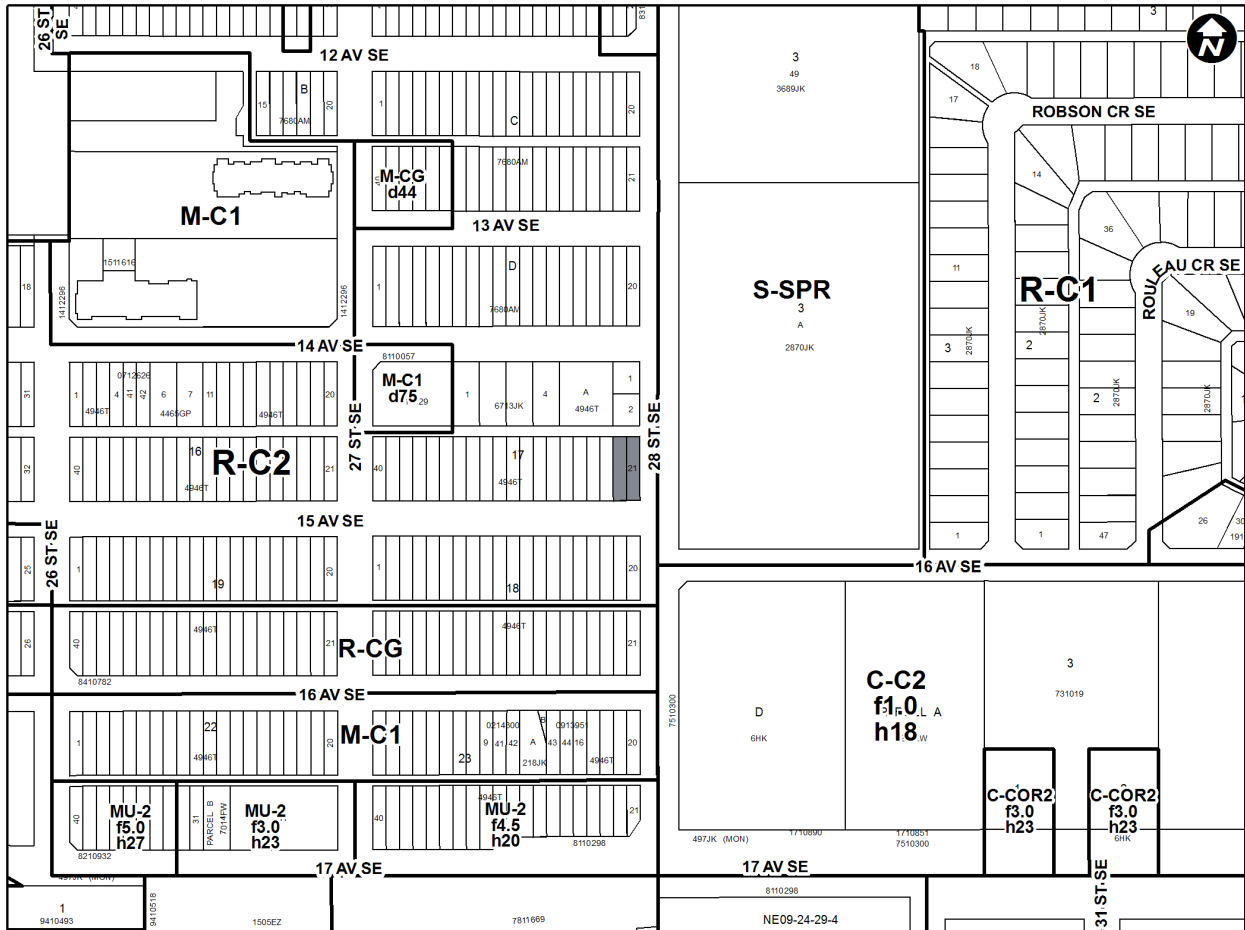 26 ST
SE
831
3
N
12 AV SE
3
49
3689JK
18
17
ROBSON CR SE
15
B
20
7680AM
1
C
20
14
M-C1
M-CG
d44
40
7680AM
21
13 AV SE
36
1511616
18
1412296
1412296
1
D
20
7680AM
S-SPR
3
A
2870JK
11
R-C1
ROULEAU CR SE
19
3
2870JK
2
2870JK
2
2870JK
2870JK
14 AV SE
8110057
31
1
4
0712626
41
42
6
7
11
20
4946T
4465GP
4946T
M-C1
d75
29
1
6713JK
4
A
4946T
1
2
27 ST SE
28 ST SE
32
40
16
R-C2
21
4946T
40
17
4946T
21
15 AV SE
26
30
191
1
1
47
26 ST SE
25
1
19
20
1
18
20
16 AV SE
26
40
4946T
21
R-CG
4946T
21
8410782
16 AV SE
1
22
4946T
20
M-C1
23
9
0214300
41
42
B
A
218JK
0913951
43
44
16
4946T
20
7510300
D
6HK
C-C2
f1.0
h18
A
3
731019
40
MU-2
f5.0
h27
8210932
31
PARCEL B
7014FW
MU-2
f3.0
h23
40
4946T
MU-2
f4.5
h20
21
8110298
C-COR2
f3.0
h23
C-COR2
f3.0
h23
6HK
497JK (MON)
1710890
1710851
7510300
17 AV SE
17 AV SE
31 ST SE
1
9410493
9410518
1505EZ
7811669
8110298
NE09-24-29-4